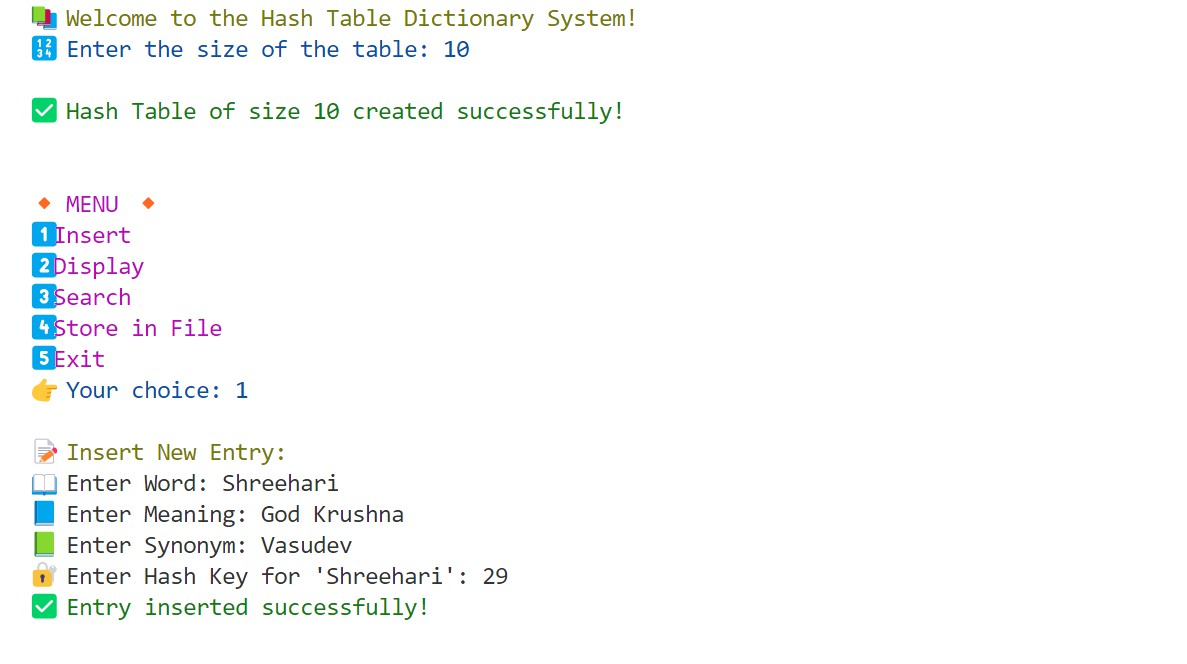 📚 Welcome to the Hash Table Dictionary System!
🔢 Enter the size of the table: 10
✅ Hash Table of size 10 created successfully!
🔸 MENU 🔸
1️⃣Insert
2️⃣Display
3️⃣Search
4️⃣Store in File
5️⃣Exit
👉 Your choice: 1
📝 Insert New Entry:
📖 Enter Word: Shreehari
📘 Enter Meaning: God Krushna
📗 Enter Synonym: Vasudev
🔐 Enter Hash Key for 'Shreehari': 29
✅ Entry inserted successfully!